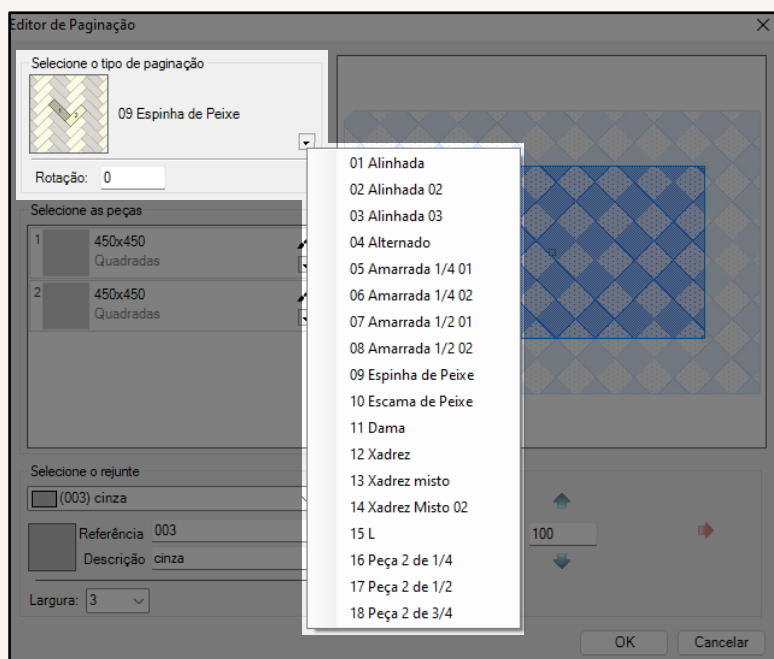 Editor de Paginação
Selecione o tipo de paginação
1 2
09 Espinha de Peixe
Rotação: 0
Selecione as peças
1 450x450
Quadradas
2 450x450
Quadradas
Selecione o rejunte
(003) cinza
Referência 003
Descrição cinza
Largura: 3
01 Alinhada
02 Alinhada 02
03 Alinhada 03
04 Alternado
05 Amarrada 1/4 01
06 Amarrada 1/4 02
07 Amarrada 1/2 01
08 Amarrada 1/2 02
09 Espinha de Peixe
10 Escama de Peixe
11 Dama
12 Xadrez
13 Xadrez misto
14 Xadrez Misto 02
15 L
16 Peça 2 de 1/4
17 Peça 2 de 1/2
18 Peça 2 de 3/4
100
OK Cancelar